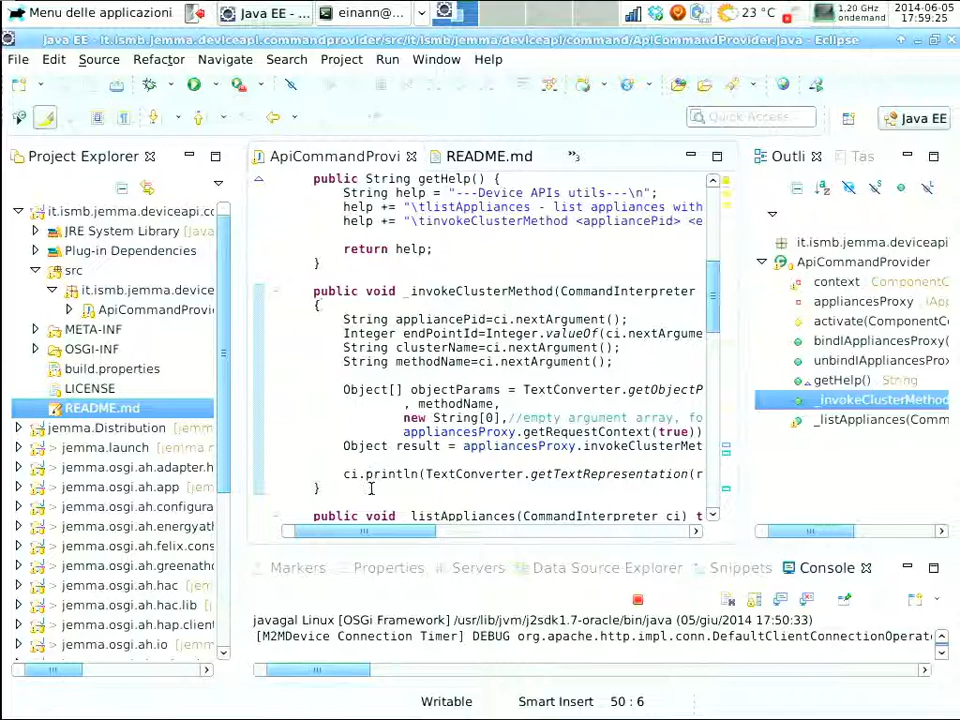 Menu delle applicazioni
Java EE - ...
einann@...
23 °C
1,20 GHz
ondemand
2014-06-05
17:59:25
Java EE - it.ismb.jemma.deviceapi.commandprovider/src/it/ismb/jemma/deviceapi/command/ApiCommandProvider.java - Eclipse
File Edit Source Refactor Navigate Search Project Run Window Help
Quick Access
Java EE
Project Explorer
ApiCommandProvi
README.md
»3
Outli
Tas
it.ismb.jemma.deviceapi.cc
JRE System Library [Java
Plug-in Dependencies
src
it.ismb.jemma.device
ApiCommandProvi
META-INF
OSGI-INF
build.properties
LICENSE
README.md
jemma.Distribution
> jemma.launch
> jemma.osgi.ah.adapter.h
> jemma.osgi.ah.app
> jemma.osgi.ah.configura
> jemma.osgi.ah.energyath
> jemma.osgi.ah.felix.cons
> jemma.osgi.ah.greenathc
> jemma.osgi.ah.hac
> jemma.osgi.ah.hac.lib
> jemma.osgi.ah.hap.client
> jemma.osgi.ah.io
public String getHelp() {
String help = "---Device APIs utils---\n";
help += "\tlistAppliances - list appliances with
help += "\tinvokeClusterMethod <appliancePid> <e
return help;
}
public void _invokeClusterMethod(CommandInterpreter
{
String appliancePid=ci.nextArgument();
Integer endPointId=Integer.valueOf(ci.nextArgume
String clusterName=ci.nextArgument();
String methodName=ci.nextArgument();
Object[] objectParams = TextConverter.getObjectP
, methodName,
new String[0],//empty argument array, fo
appliancesProxy.getRequestContext(true))
Object result = appliancesProxy.invokeClusterMet
ci.println(TextConverter.getTextRepresentation(r
}
public void _listAppliances(CommandInterpreter ci) t
it.ismb.jemma.deviceapi
ApiCommandProvider
context : ComponentC
appliancesProxy : IApp
activate(ComponentCo
bindIAppliancesProxy(
unbindIAppliancesProx
getHelp() : String
_invokeClusterMethod
_listAppliances(Comm
Markers
Properties
Servers
Data Source Explorer
Snippets
Console
javagal Linux [OSGi Framework] /usr/lib/jvm/j2sdk1.7-oracle/bin/java (05/giu/2014 17:50:33)
[M2MDevice Connection Timer] DEBUG org.apache.http.impl.conn.DefaultClientConnectionOperat
Writable
Smart Insert
50 : 6